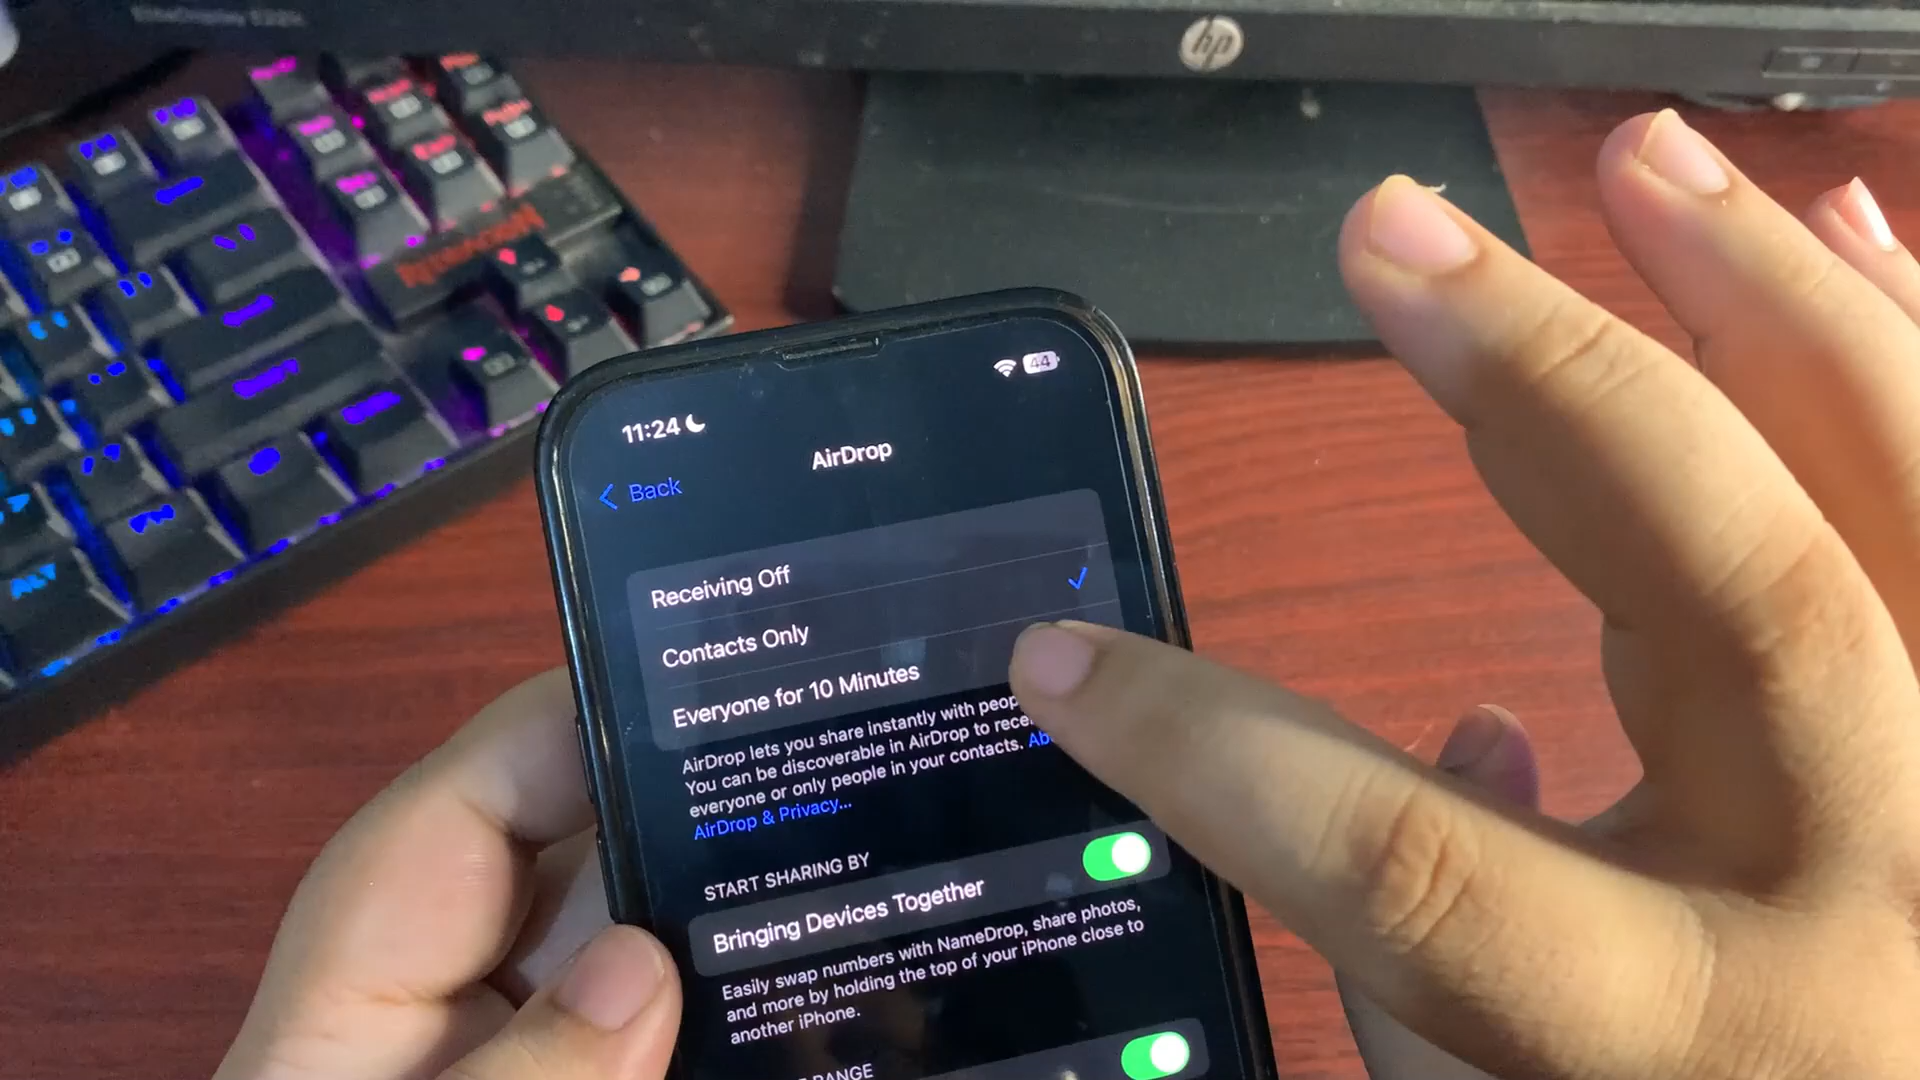 hp
ALT
11:24
44
AirDrop
Back
Receiving Off
Contacts Only
Everyone for 10 Minutes
AirDrop lets you share instantly with
You can be discoverable in AirDrop to
everyone or only people in your contacts.
AirDrop & Privacy...
START SHARING BY
Bringing Devices Together
Easily swap numbers with NameDrop, share photos,
and more by holding the top of your iPhone close to
another iPhone.
RANGE